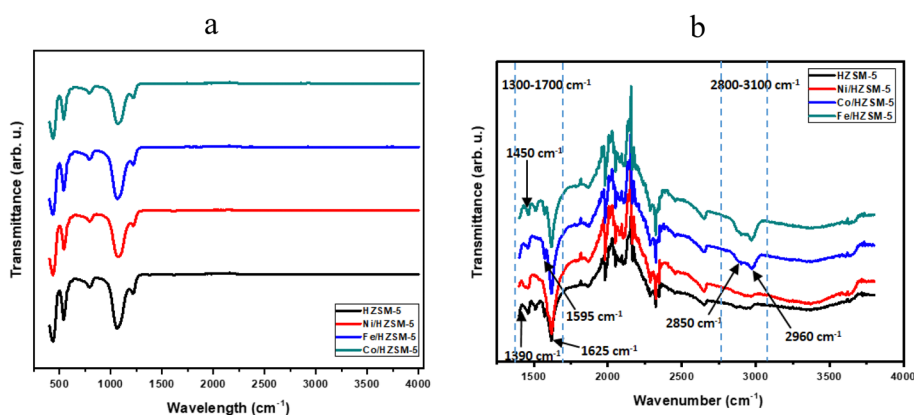 a
Transmittance (arb. u.)
HZSM-5
Ni/HZSM-5
Fe/HZSM-5
Co/HZSM-5
500 1000 1500 2000 2500 3000 3500 4000
Wavelength (cm⁻¹)
b
Transmittance (arb. u.)
1300-1700 cm⁻¹
2800-3100 cm⁻¹
HZSM-5
Ni/HZSM-5
Co/HZSM-5
Fe/HZSM-5
1450 cm⁻¹
1595 cm⁻¹
2850 cm⁻¹
2960 cm⁻¹
1390 cm⁻¹
1625 cm⁻¹
1500 2000 2500 3000 3500 4000
Wavenumber (cm⁻¹)